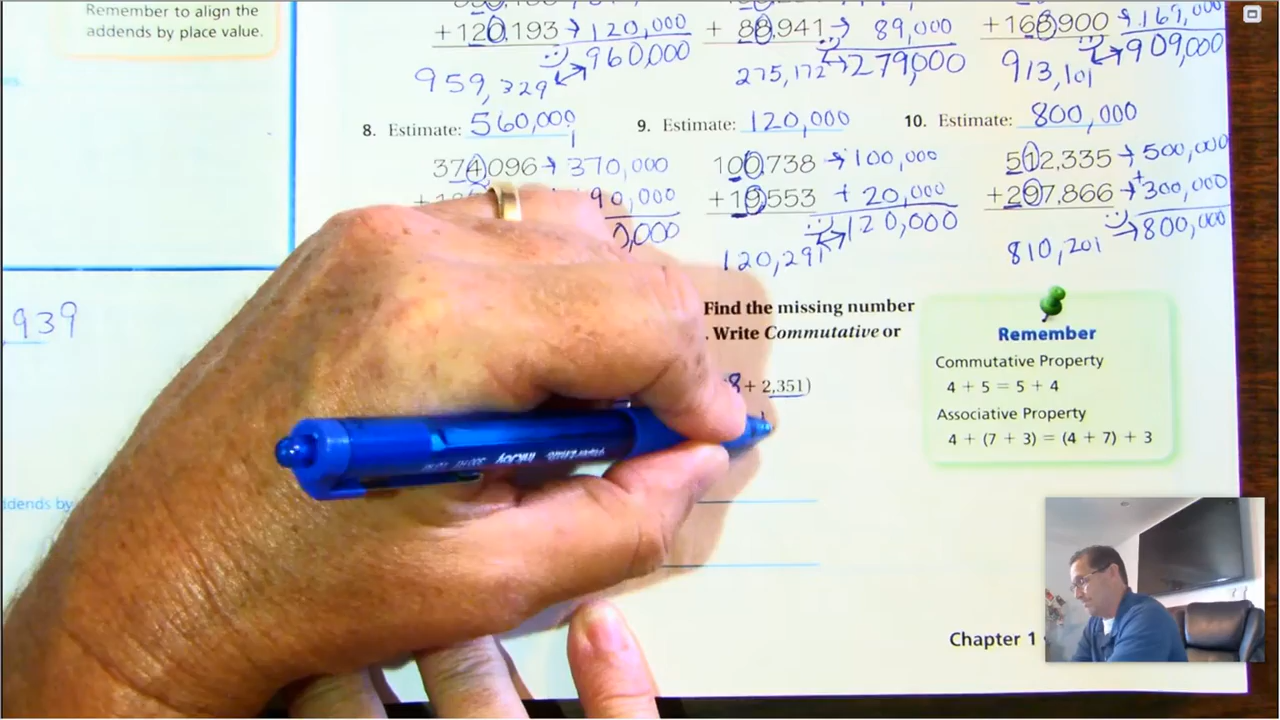 Remember to align the
addends by place value.
+120,193 → 120,000
959,329 ↔ 960,000
+ 88,941 → 89,000
275,172 ↔ 279,000
+168,900
913,101 ↔ 909,000
8. Estimate: 560,000
374,096 → 370,000
90,000
0,000
9. Estimate: 120,000
100,738 → 100,000
+ 19,553 + 20,000
120,291 ↔ 120,000
10. Estimate: 800,000
512,335 → 500,000
+297,866 → +300,000
810,201 → 800,000
939
Find the missing number
. Write Commutative or
8 + 2,351)
Remember
Commutative Property
4 + 5 = 5 + 4
Associative Property
4 + (7 + 3) = (4 + 7) + 3
dends by
Chapter 1